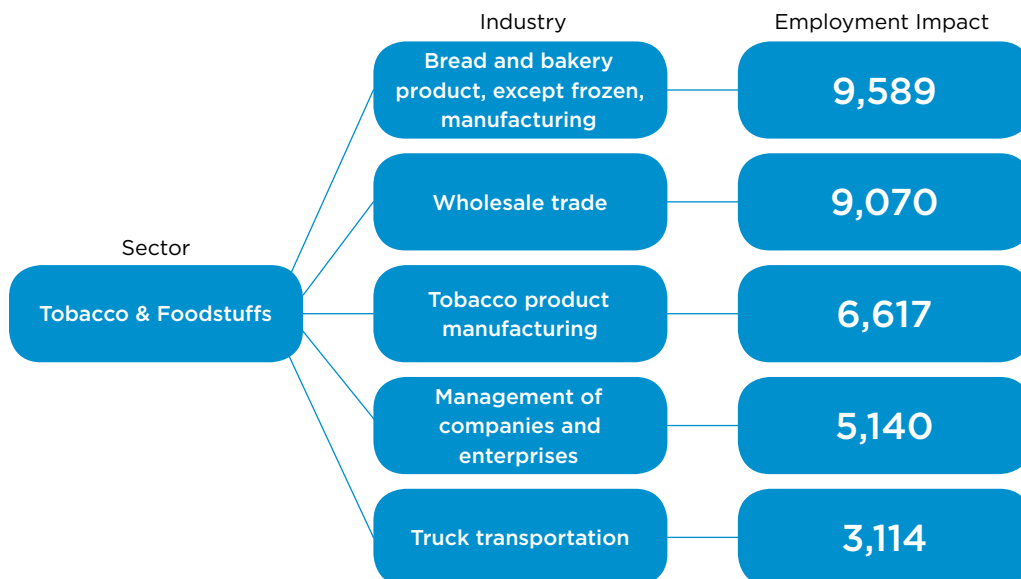 Industry
Employment Impact
Bread and bakery
product, except frozen,
manufacturing
9,589
Wholesale trade
9,070
Sector
Tobacco & Foodstuffs
Tobacco product
manufacturing
6,617
Management of
companies and
enterprises
5,140
Truck transportation
3,114